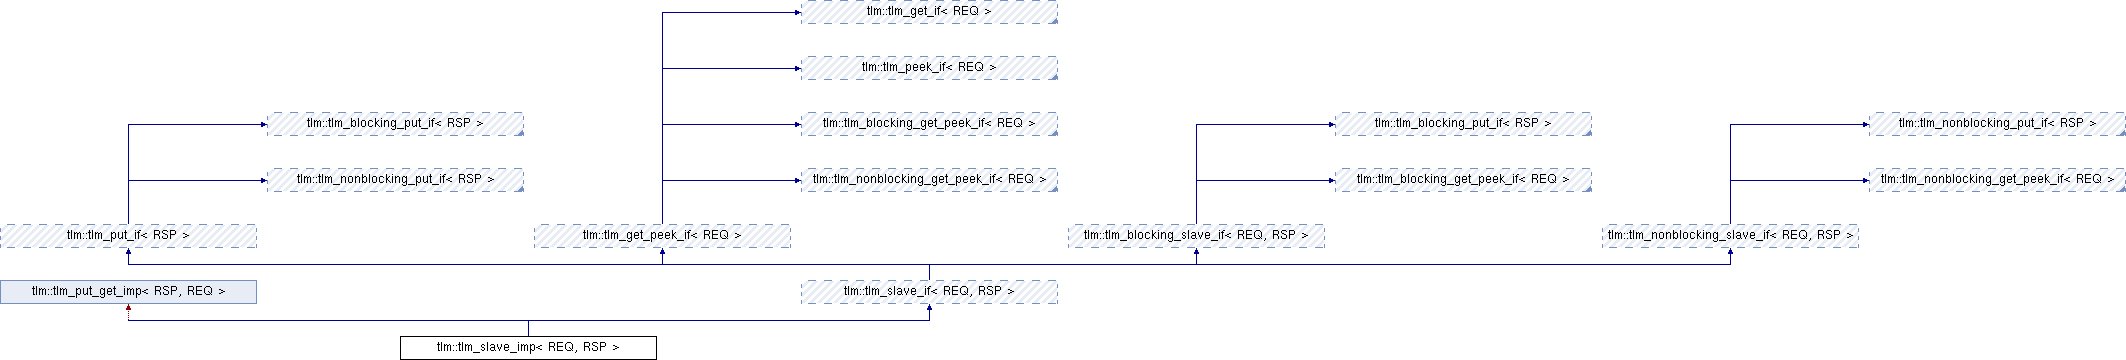 tlm::tlm_get_if< REQ >
tlm::tlm_peek_if< REQ >
tlm::tlm_blocking_put_if< RSP >
tlm::tlm_blocking_get_peek_if< REQ >
tlm::tlm_blocking_put_if< RSP >
tlm::tlm_nonblocking_put_if< RSP >
tlm::tlm_nonblocking_put_if< RSP >
tlm::tlm_nonblocking_get_peek_if< REQ >
tlm::tlm_blocking_get_peek_if< REQ >
tlm::tlm_nonblocking_get_peek_if< REQ >
tlm::tlm_put_if< RSP >
tlm::tlm_get_peek_if< REQ >
tlm::tlm_blocking_slave_if< REQ, RSP >
tlm::tlm_nonblocking_slave_if< REQ, RSP >
tlm::tlm_put_get_imp< RSP, REQ >
tlm::tlm_slave_if< REQ, RSP >
tlm::tlm_slave_imp< REQ, RSP >